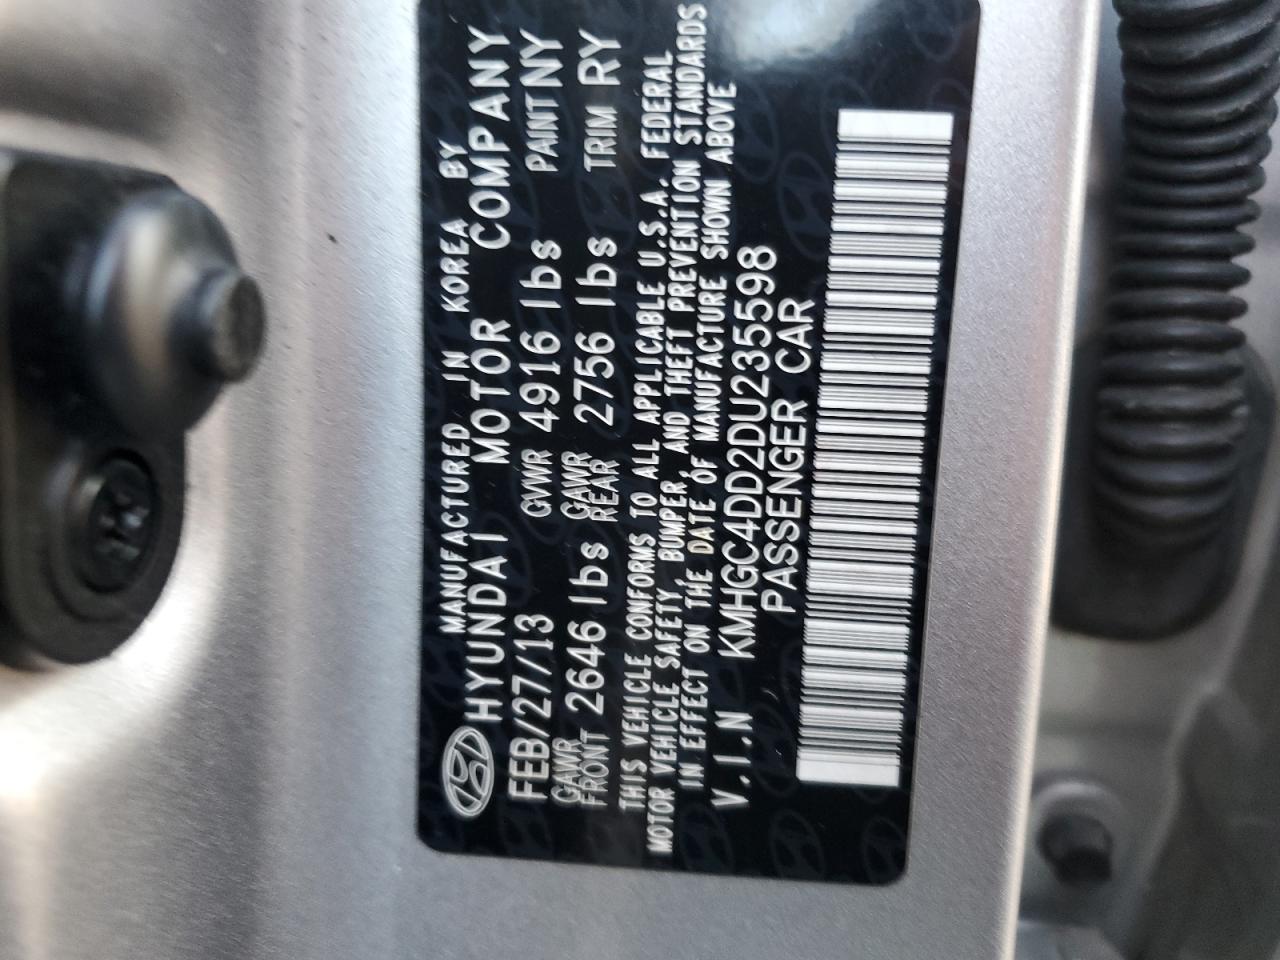 MANUFACTURED IN KOREA BY
HYUNDAI MOTOR COMPANY
FEB/27/13 GVWR 4916 lbs PAINT NY
GAWR FRONT 2646 lbs GAWR REAR 2756 lbs TRIM RY
THIS VEHICLE CONFORMS TO ALL APPLICABLE U.S.A. FEDERAL
MOTOR VEHICLE SAFETY, BUMPER, AND THEFT PREVENTION STANDARDS
IN EFFECT ON THE DATE OF MANUFACTURE SHOWN ABOVE
V.I.N KMHGC4DD2DU235598
PASSENGER CAR